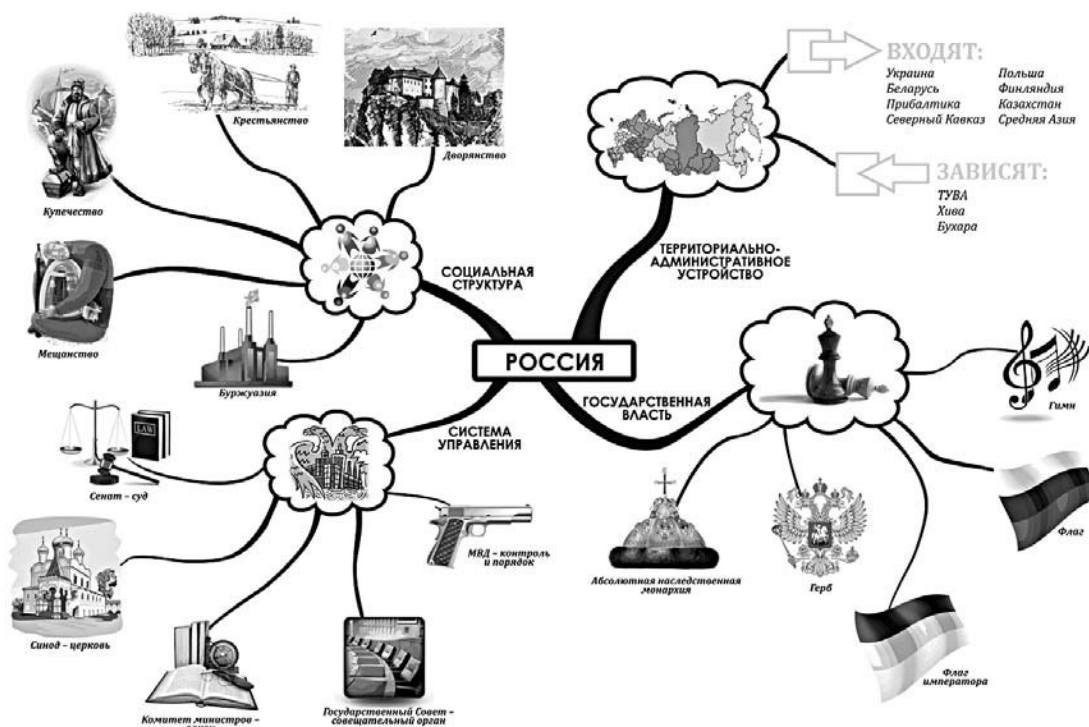 РОССИЯ
СОЦИАЛЬНАЯ
СТРУКТУРА
Крестьянство
Дворянство
Купечество
Мещанство
Буржуазия
ТЕРРИТОРИАЛЬНО-
АДМИНИСТРАТИВНОЕ
УСТРОЙСТВО
ВХОДЯТ:
Украина
Беларусь
Прибалтика
Северный Кавказ
Польша
Финляндия
Казахстан
Средняя Азия
ЗАВИСЯТ:
ТУВА
Хива
Бухара
ГОСУДАРСТВЕННАЯ
ВЛАСТЬ
Гимн
Флаг
Флаг
императора
Герб
Абсолютная наследственная
монархия
СИСТЕМА
УПРАВЛЕНИЯ
LAW
Сенат – суд
Синод – церковь
Комитет министров –
Государственный Совет –
совещательный орган
МВД – контроль
и порядок